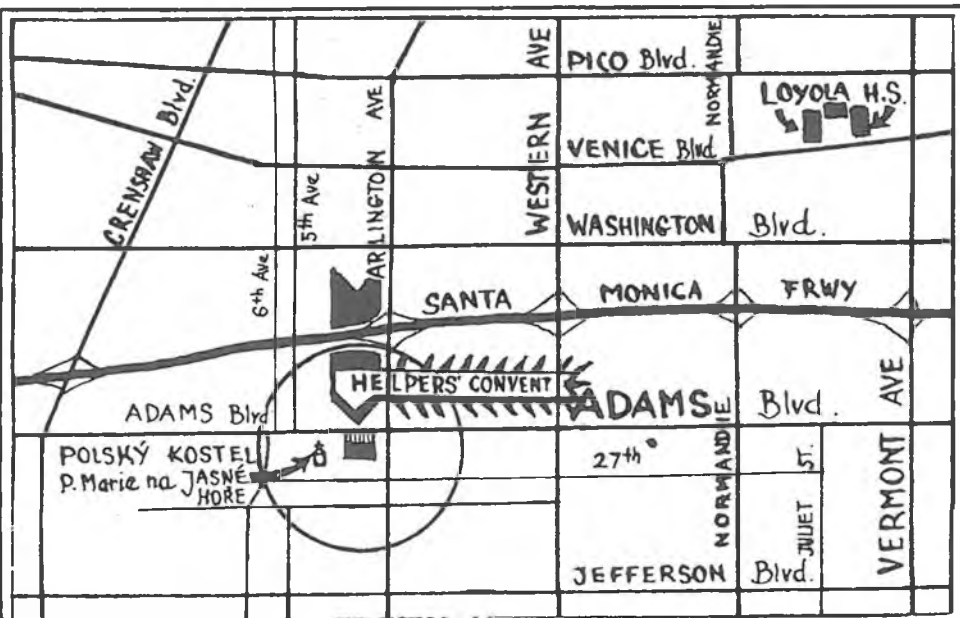 PICO Blvd.
LOYOLA H.S.
VENICE Blvd
WASHINGTON Blvd.
CRENSHAW Blvd.
6th Ave
5th Ave
ARLINGTON AVE
WESTERN AVE
NORMANDIE
SANTA MONICA FRWY
HELPERS' CONVENT
ADAMS Blvd
ADAMS Blvd.
POLSKÝ KOSTEL
P. Marie na JASNÉ
HOŘE
27th
NORMANDIE
JULIET ST.
VERMONT AVE
JEFFERSON Blvd.